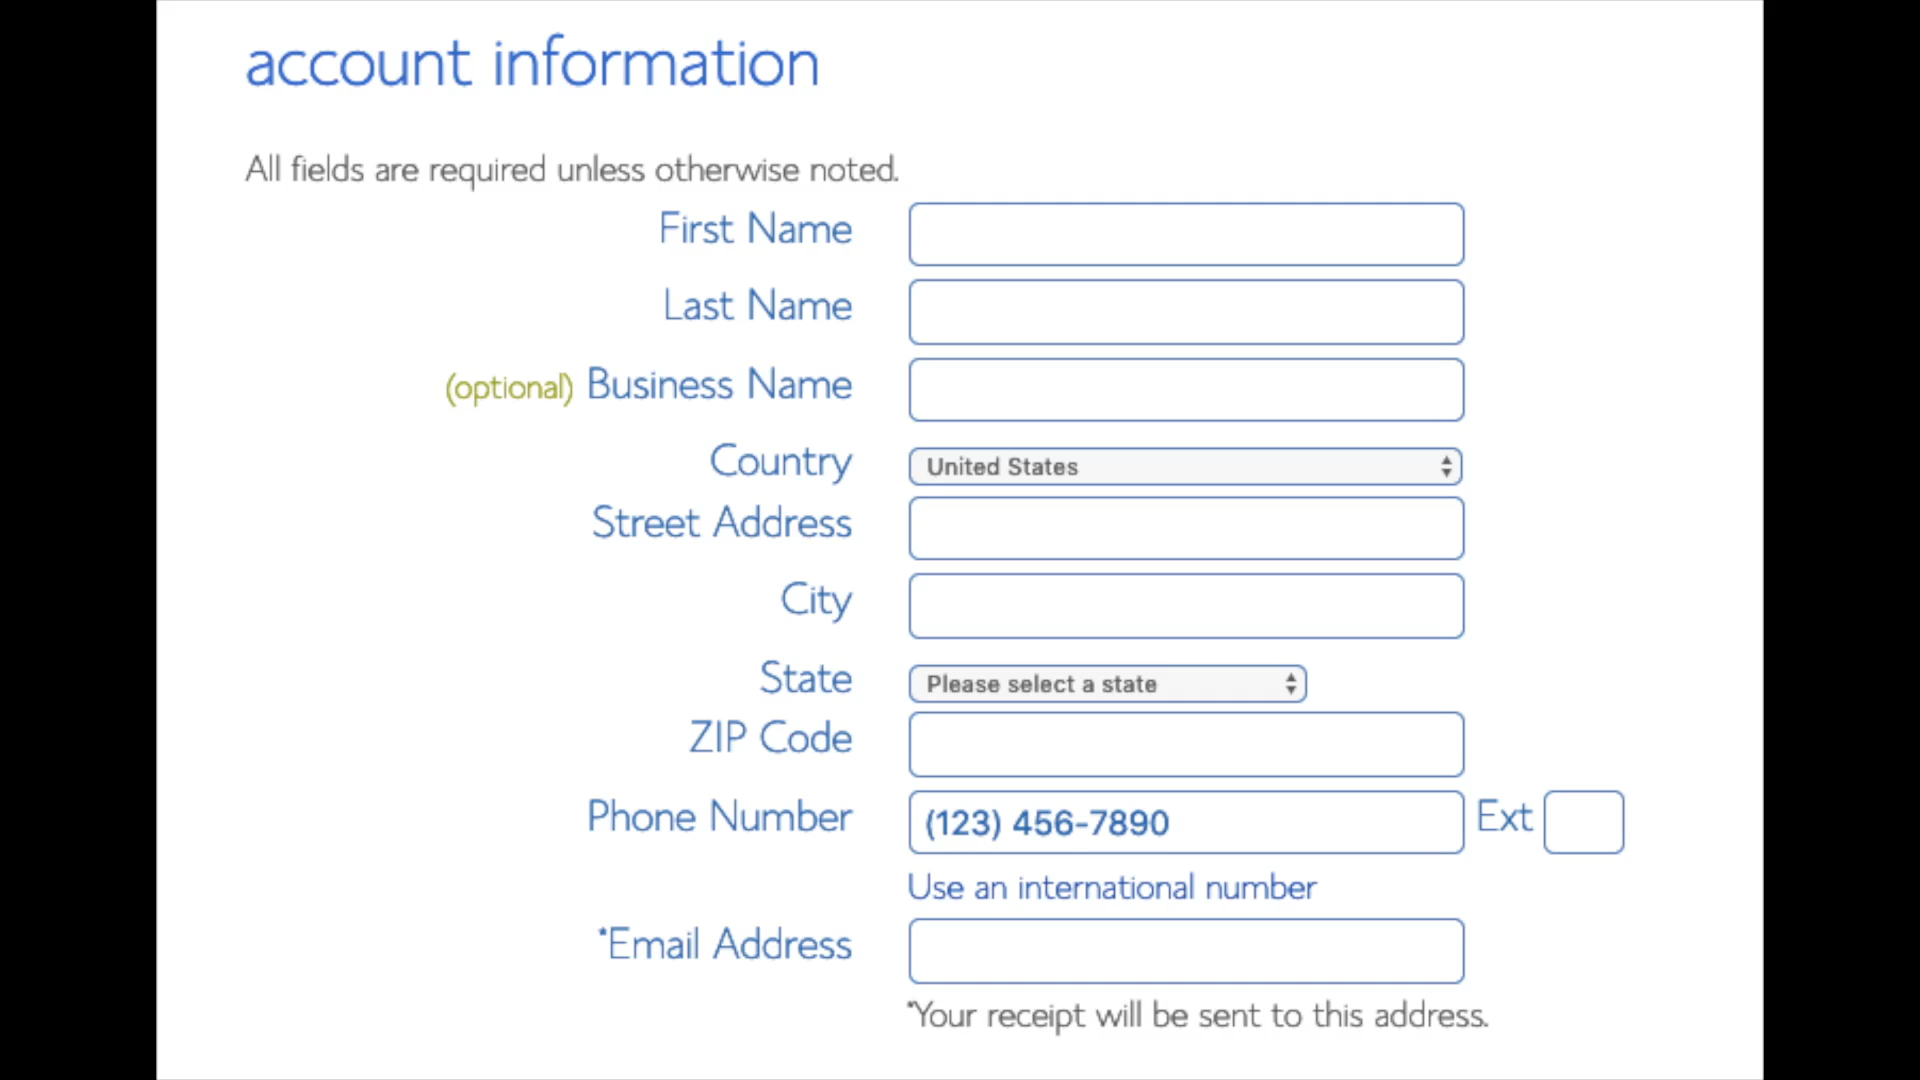 account information
All fields are required unless otherwise noted.
First Name
Last Name
(optional) Business Name
Country United States
Street Address
City
State Please select a state
ZIP Code
Phone Number (123) 456-7890 Ext
Use an international number
*Email Address
*Your receipt will be sent to this address.